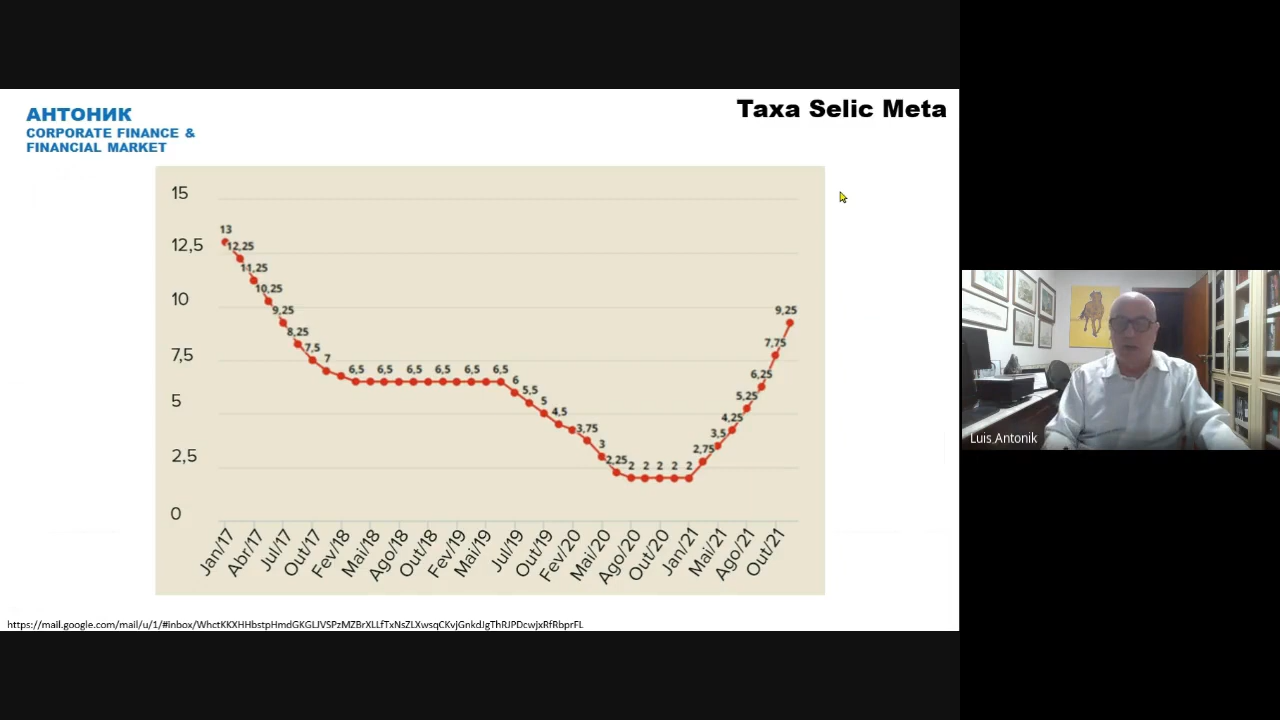 АНТОНИК
CORPORATE FINANCE &
FINANCIAL MARKET
Taxa Selic Meta
15
12,5
10
7,5
5
2,5
0
13
12,25
11,25
10,25
9,25
8,25
7,5
7
6,5
6,5
6,5
6,5
6,5
6,5
6
5,5
5
4,5
3,75
3
2,25
2
2
2
2
2
2,75
3,5
4,25
5,25
6,25
7,75
9,25
Jan/17
Abr/17
Jul/17
Out/17
Fev/18
Mai/18
Ago/18
Out/18
Fev/19
Mai/19
Jul/19
Out/19
Fev/20
Mai/20
Ago/20
Out/20
Jan/21
Mai/21
Ago/21
Out/21
Luis Antonik